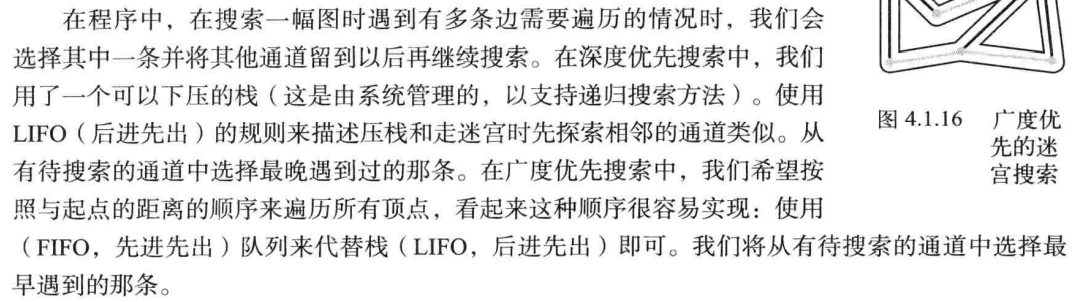 在程序中，在搜索一幅图时遇到有多条边需要遍历的情况时，我们会
选择其中一条并将其他通道留到以后再继续搜索。在深度优先搜索中，我们
用了一个可以下压的栈（这是由系统管理的，以支持递归搜索方法）。使用
LIFO（后进先出）的规则来描述压栈和走迷宫时先探索相邻的通道类似。从
有待搜索的通道中选择最晚遇到过的那条。在广度优先搜索中，我们希望按
照与起点的距离的顺序来遍历所有顶点，看起来这种顺序很容易实现：使用
（FIFO，先进先出）队列来代替栈（LIFO，后进先出）即可。我们将从有待搜索的通道中选择最
早遇到的那条。
图 4.1.16 广度优
先的迷
宫搜索